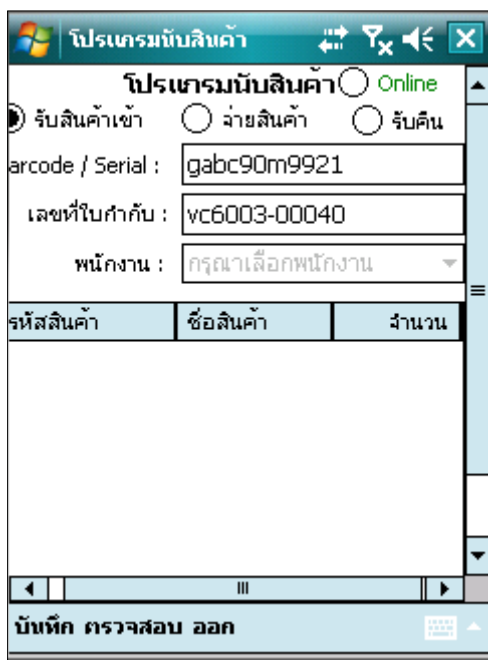 โปรแกรมนับสินค้า
โปรแกรมนับสินค้า Online
รับสินค้าเข้า จ่ายสินค้า รับคืน
arcode / Serial : gabc90m9921
เลขที่ใบกำกับ : vc6003-00040
พนักงาน : กรุณาเลือกพนักงาน
รหัสสินค้า ชื่อสินค้า จำนวน
บันทึก ตรวจสอบ ออก